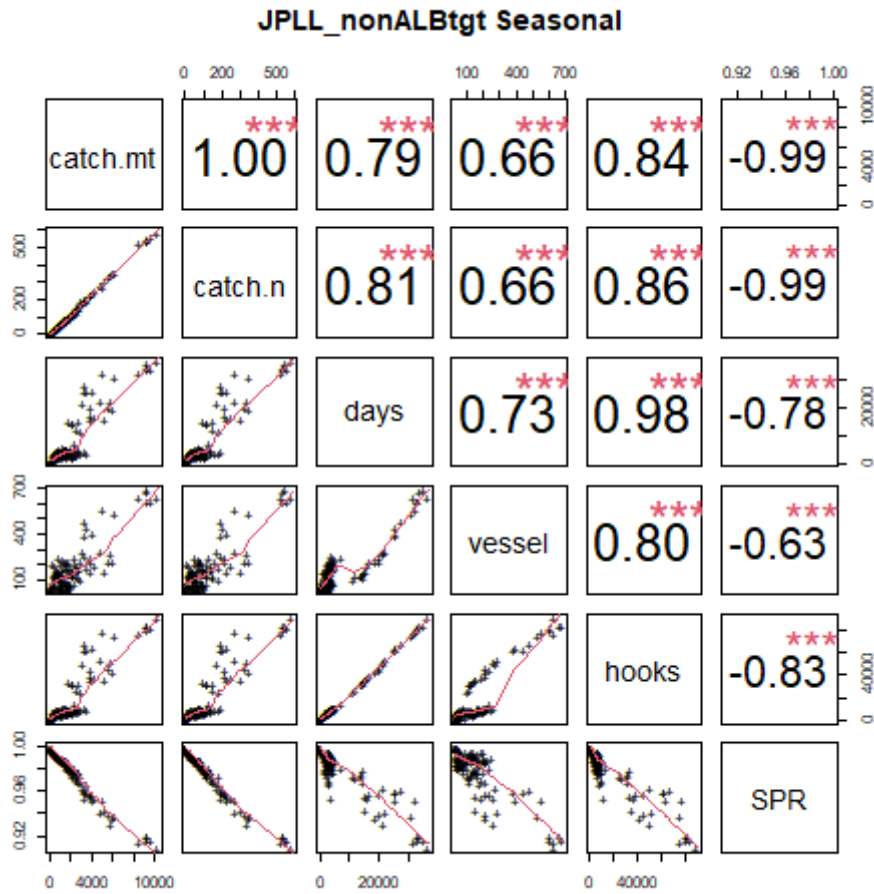 JPLL_nonALBtgt Seasonal
0 200 400 600 100 400 700 0.92 0.96 1.00
catch.mt 1.00 *** 0.79 *** 0.66 *** 0.84 *** -0.99 *** 0 4000 10000
0 200 500 catch.n 0.81 *** 0.66 *** 0.86 *** -0.99 ***
days 0.73 *** 0.98 *** -0.78 *** 0 20000
100 400 700 vessel 0.80 *** -0.63 ***
hooks -0.83 *** 0 40000
0.92 0.96 1.00 SPR
0 4000 10000 0 20000 0 40000